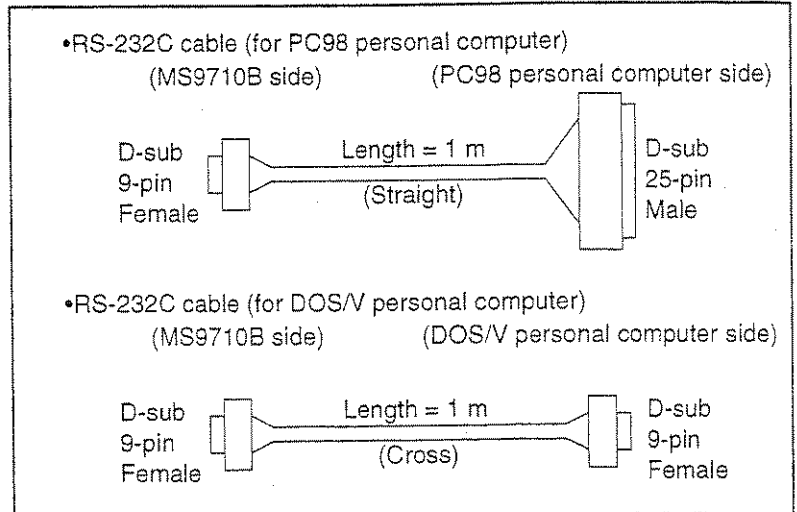 •RS-232C cable (for PC98 personal computer)
(MS9710B side) (PC98 personal computer side)
D-sub
9-pin
Female
Length = 1 m
(Straight)
D-sub
25-pin
Male
•RS-232C cable (for DOS/V personal computer)
(MS9710B side) (DOS/V personal computer side)
D-sub
9-pin
Female
Length = 1 m
(Cross)
D-sub
9-pin
Female